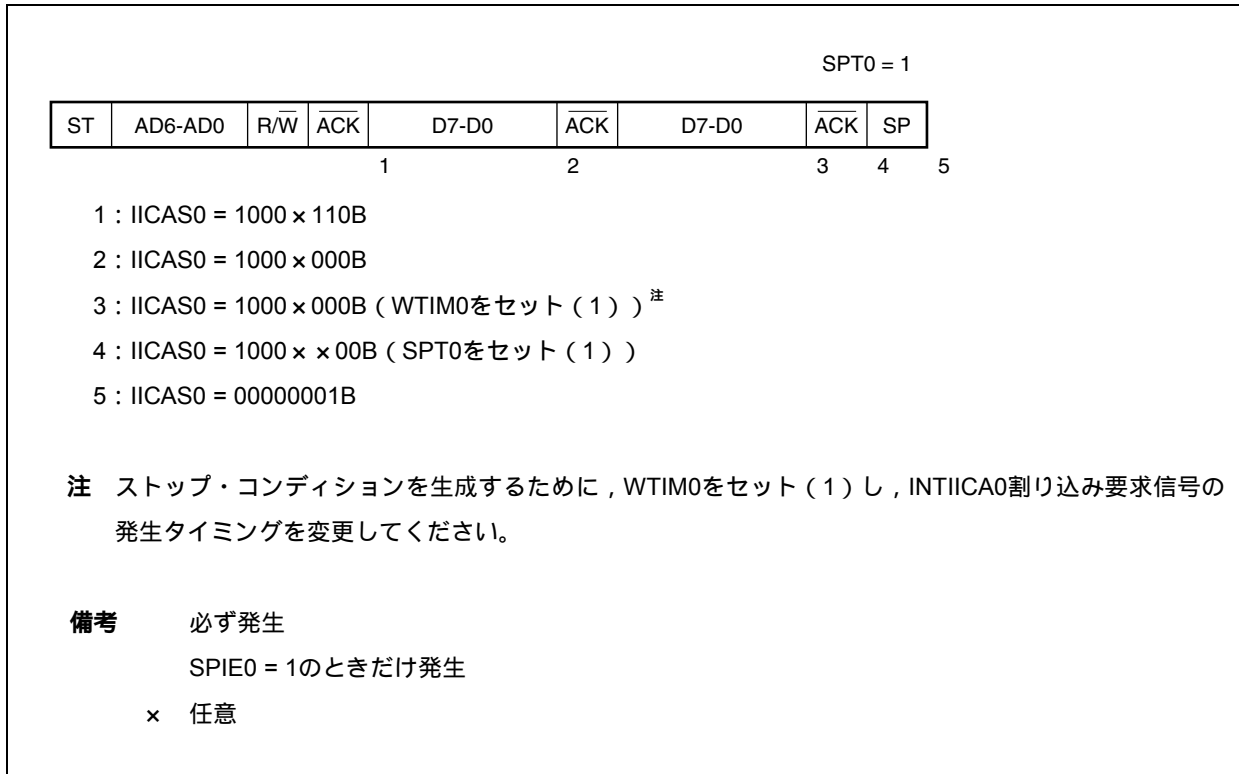 SPT0 = 1
ST AD6-AD0 R/W̅ A̅C̅K̅ D7-D0 A̅C̅K̅ D7-D0 A̅C̅K̅ SP
1 2 3 4 5
1：IICAS0 = 1000×110B
2：IICAS0 = 1000×000B
3：IICAS0 = 1000×000B（WTIM0をセット（1））注
4：IICAS0 = 1000××00B（SPT0をセット（1））
5：IICAS0 = 00000001B
注 ストップ・コンディションを生成するために，WTIM0をセット（1）し，INTIICA0割り込み要求信号の
発生タイミングを変更してください。
備考 必ず発生
SPIE0 = 1のときだけ発生
× 任意